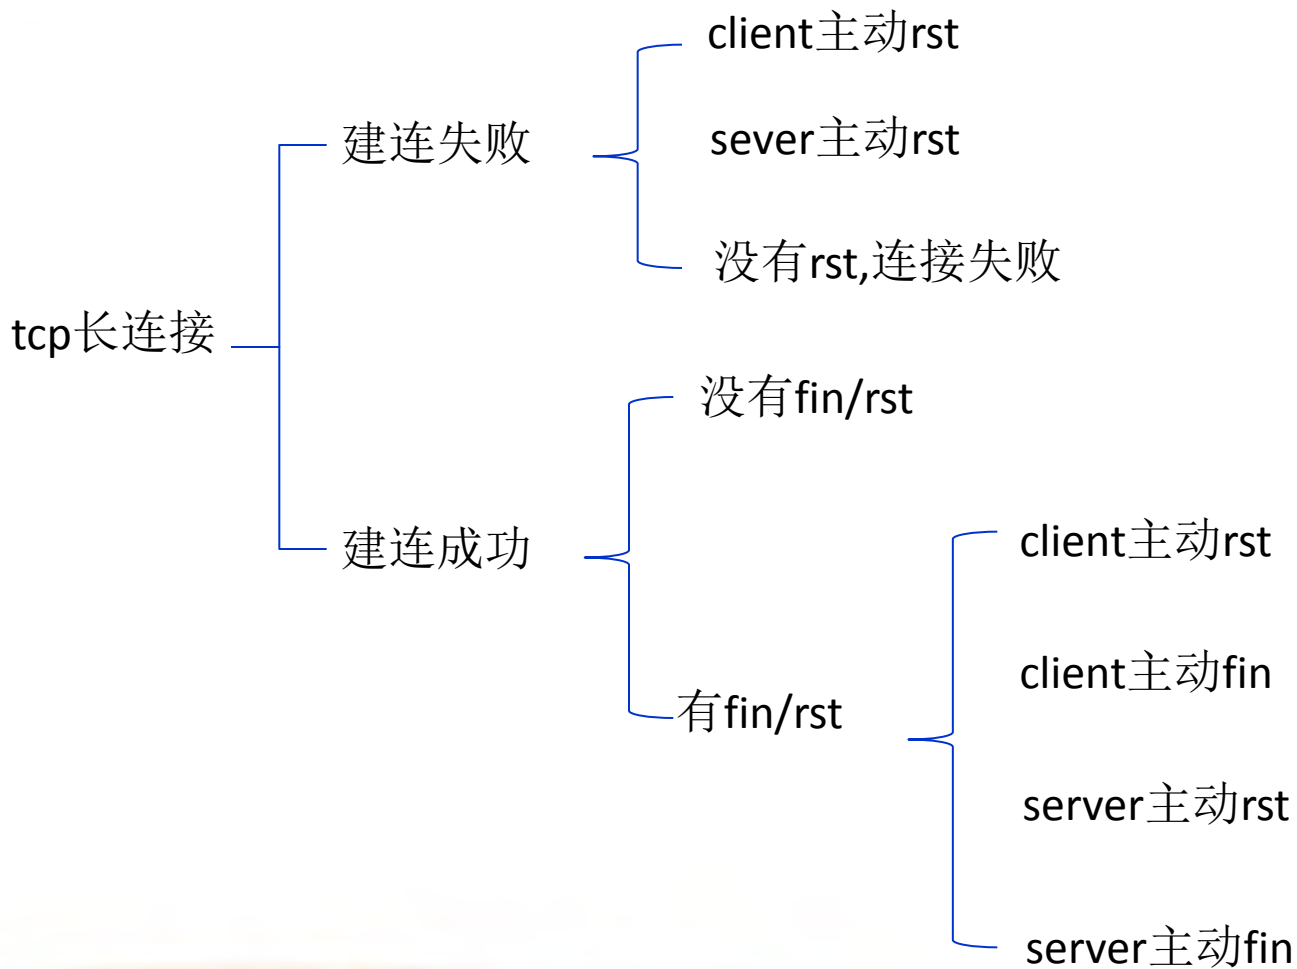 client主动rst
建连失败
sever主动rst
没有rst,连接失败
tcp长连接
没有fin/rst
建连成功
client主动rst
client主动fin
有fin/rst
server主动rst
server主动fin